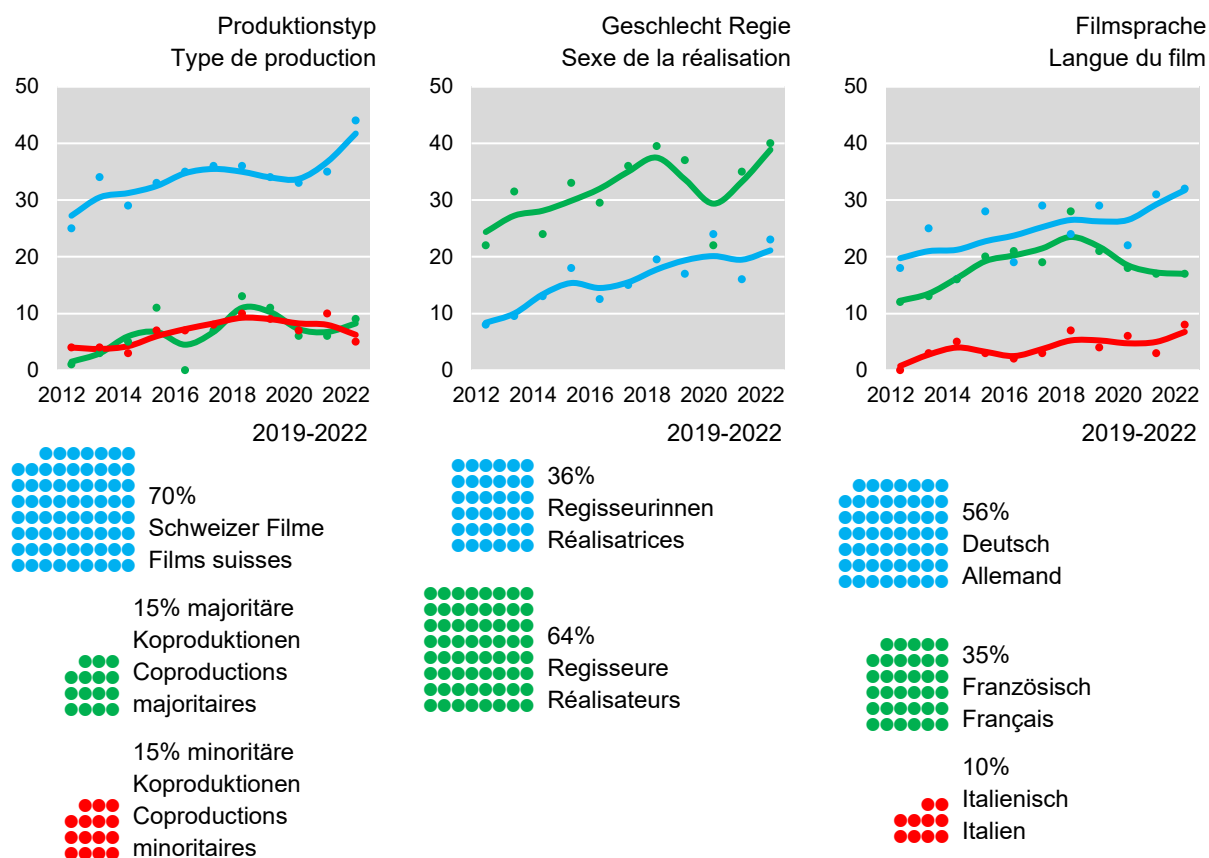 Produktionstyp
Type de production
50
40
30
20
10
0
2012 2014 2016 2018 2020 2022
2019-2022
70%
Schweizer Filme
Films suisses
15% majoritäre
Koproduktionen
Coproductions
majoritaires
15% minoritäre
Koproduktionen
Coproductions
minoritaires
Geschlecht Regie
Sexe de la réalisation
50
40
30
20
10
0
2012 2014 2016 2018 2020 2022
2019-2022
36%
Regisseurinnen
Réalisatrices
64%
Regisseure
Réalisateurs
Filmsprache
Langue du film
50
40
30
20
10
0
2012 2014 2016 2018 2020 2022
2019-2022
56%
Deutsch
Allemand
35%
Französisch
Français
10%
Italienisch
Italien